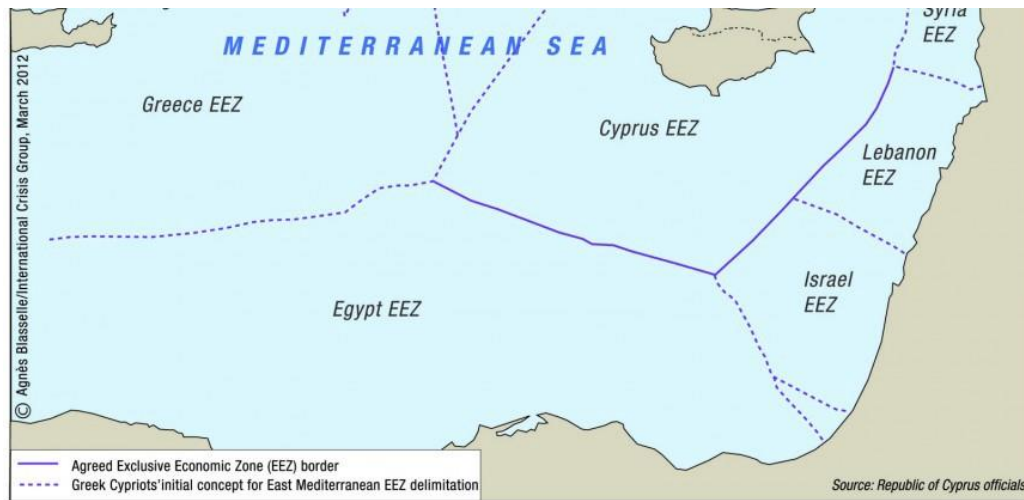 Syria
EEZ
MEDITERRANEAN SEA
Greece EEZ
Cyprus EEZ
Lebanon
EEZ
Israel
EEZ
Egypt EEZ
© Agnès Blasselle/International Crisis Group, March 2012
Agreed Exclusive Economic Zone (EEZ) border
Greek Cypriots'initial concept for East Mediterranean EEZ delimitation
Source: Republic of Cyprus officials